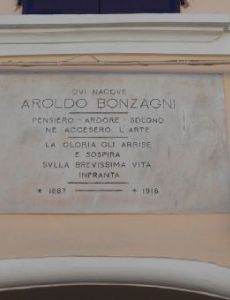 QVI NACQVE
AROLDO BONZAGNI
PENSIERO - ARDORE - SDEGNO
NE ACCESERO L'ARTE
LA GLORIA GLI ARRISE
E SOSPIRA
SVLLA BREVISSIMA VITA
INFRANTA
* 1887 + 1918